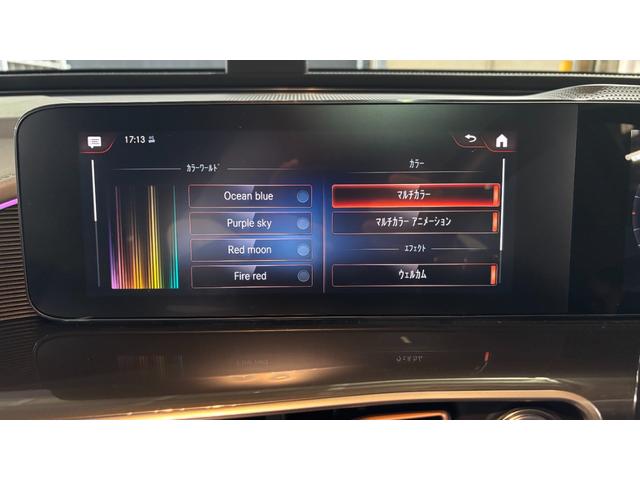 17:13
カラーワールド
Ocean blue
Purple sky
Red moon
Fire red
カラー
マルチカラー
マルチカラー アニメーション
エフェクト
ウェルカム